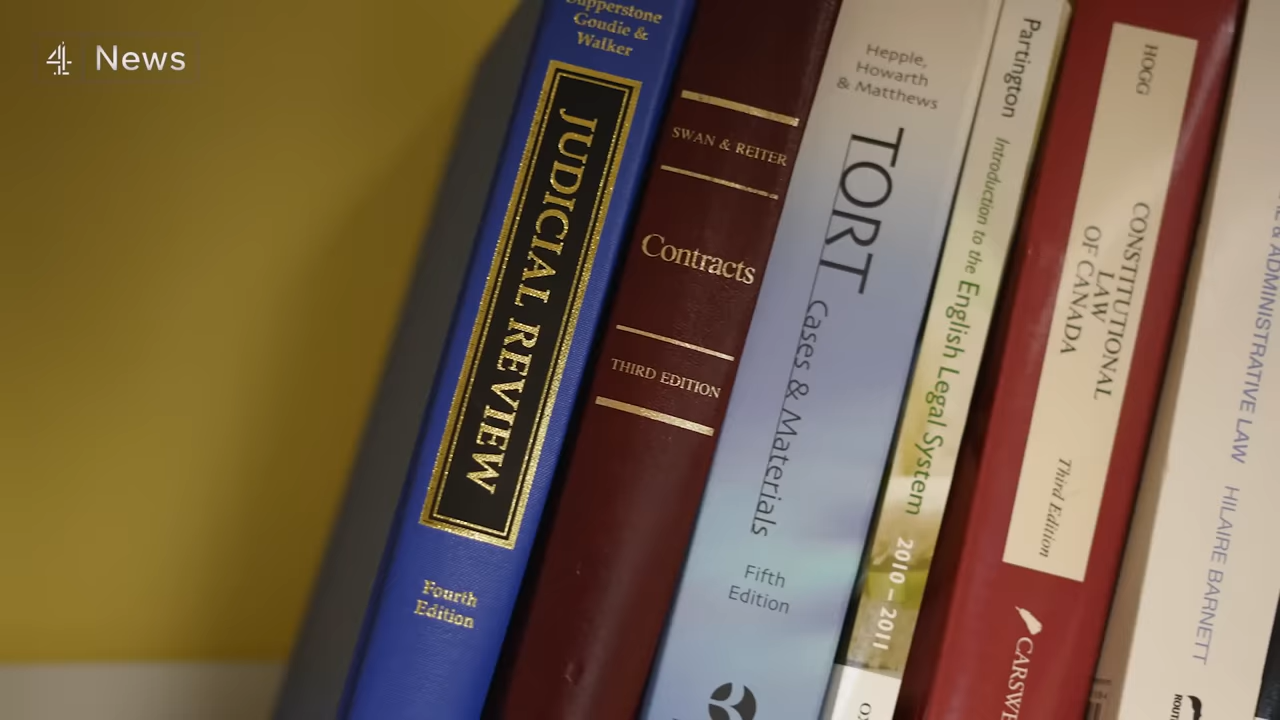 4 News
Supperstone
Goudie &
Walker
JUDICIAL REVIEW
Fourth
Edition
SWAN & REITER
Contracts
THIRD EDITION
Hepple,
Howarth
& Matthews
TORT
Cases & Materials
Fifth
Edition
Partington
Introduction to the English Legal System
2010 – 2011
HOGG
CONSTITUTIONAL
LAW
OF CANADA
Third Edition
& ADMINISTRATIVE LAW
HILAIRE BARNETT